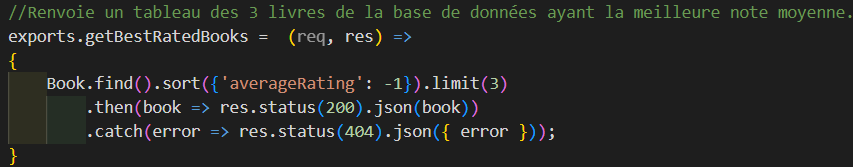 //Renvoie un tableau des 3 livres de la base de données ayant la meilleure note moyenne.
exports.getBestRatedBooks =  (req, res) =>
{
    Book.find().sort({'averageRating': -1}).limit(3)
        .then(book => res.status(200).json(book))
        .catch(error => res.status(404).json({ error }));
}